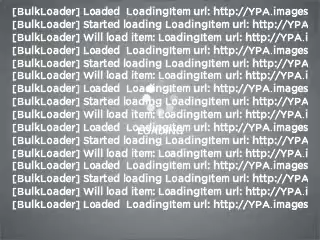 [BulkLoader] Loaded LoadingItem url: http://YPA.images
[BulkLoader] Started loading LoadingItem url: http://YPA
[BulkLoader] Will load item: LoadingItem url: http://YPA.i
[BulkLoader] Loaded LoadingItem url: http://YPA.images
[BulkLoader] Started loading LoadingItem url: http://YPA
[BulkLoader] Will load item: LoadingItem url: http://YPA.i
[BulkLoader] Loaded LoadingItem url: http://YPA.images
[BulkLoader] Started loading LoadingItem url: http://YPA
[BulkLoader] Will load item: LoadingItem url: http://YPA.i
[BulkLoader] Loaded LoadingItem url: http://YPA.images
LOADING
[BulkLoader] Started loading LoadingItem url: http://YPA
[BulkLoader] Will load item: LoadingItem url: http://YPA.i
[BulkLoader] Loaded LoadingItem url: http://YPA.images
[BulkLoader] Started loading LoadingItem url: http://YPA
[BulkLoader] Will load item: LoadingItem url: http://YPA.i
[BulkLoader] Loaded LoadingItem url: http://YPA.images